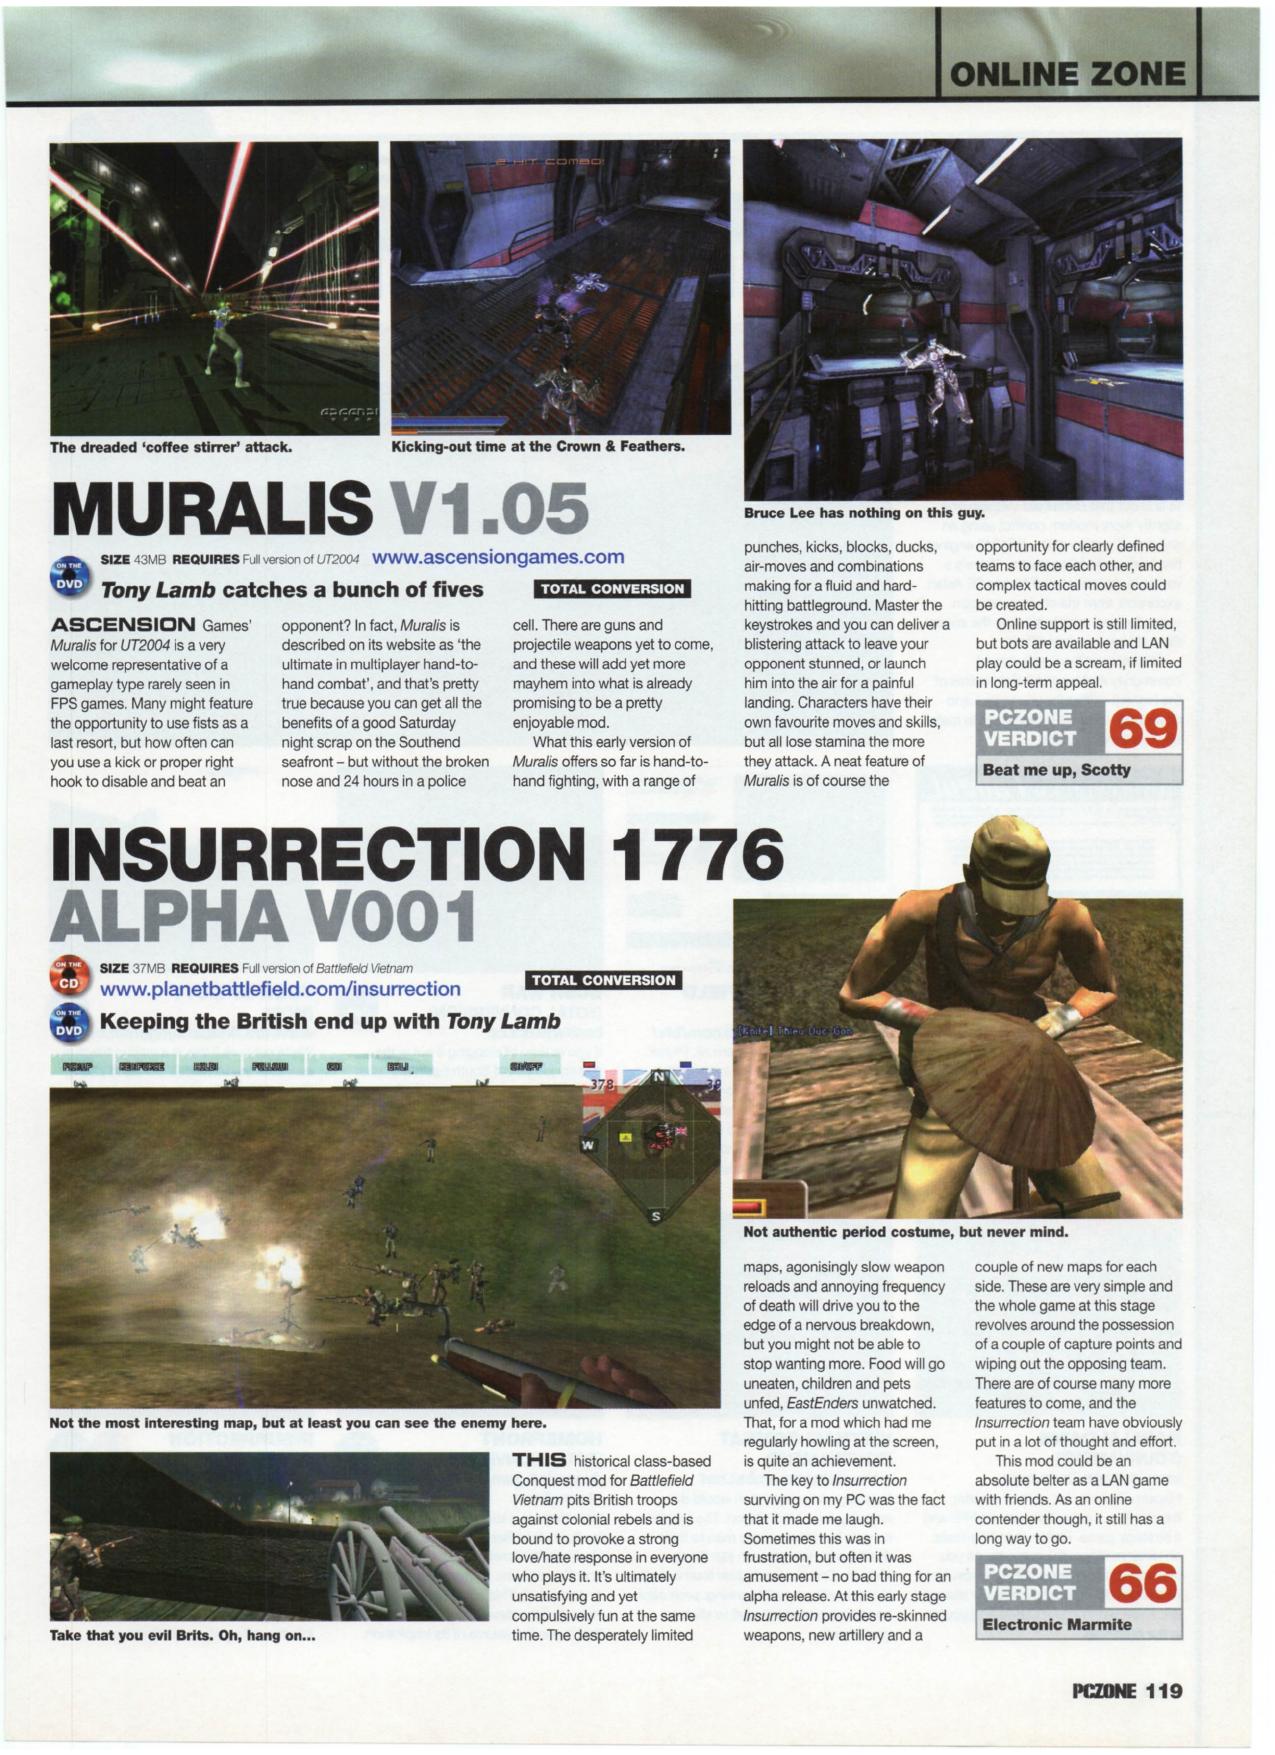 ONLINE ZONE
2 HIT COMBO!
The dreaded ‘coffee stirrer’ attack.
Kicking-out time at the Crown & Feathers.
Bruce Lee has nothing on this guy.
MURALIS V1.05
ON THE DVD
SIZE 43MB REQUIRES Full version of UT2004 www.ascensiongames.com
Tony Lamb catches a bunch of fives
TOTAL CONVERSION
ASCENSION Games’
Muralis for UT2004 is a very
welcome representative of a
gameplay type rarely seen in
FPS games. Many might feature
the opportunity to use fists as a
last resort, but how often can
you use a kick or proper right
hook to disable and beat an
opponent? In fact, Muralis is
described on its website as ‘the
ultimate in multiplayer hand-to-
hand combat’, and that’s pretty
true because you can get all the
benefits of a good Saturday
night scrap on the Southend
seafront – but without the broken
nose and 24 hours in a police
cell. There are guns and
projectile weapons yet to come,
and these will add yet more
mayhem into what is already
promising to be a pretty
enjoyable mod.
What this early version of
Muralis offers so far is hand-to-
hand fighting, with a range of
punches, kicks, blocks, ducks,
air-moves and combinations
making for a fluid and hard-
hitting battleground. Master the
keystrokes and you can deliver a
blistering attack to leave your
opponent stunned, or launch
him into the air for a painful
landing. Characters have their
own favourite moves and skills,
but all lose stamina the more
they attack. A neat feature of
Muralis is of course the
opportunity for clearly defined
teams to face each other, and
complex tactical moves could
be created.
Online support is still limited,
but bots are available and LAN
play could be a scream, if limited
in long-term appeal.
PCZONE
VERDICT
69
Beat me up, Scotty
INSURRECTION 1776
ALPHA V001
ON THE CD
SIZE 37MB REQUIRES Full version of Battlefield Vietnam
www.planetbattlefield.com/insurrection
TOTAL CONVERSION
ON THE DVD
Keeping the British end up with Tony Lamb
HOLD! FOLLOW! GO! ON/OFF
378
39
N
W
S
Not the most interesting map, but at least you can see the enemy here.
Take that you evil Brits. Oh, hang on...
Not authentic period costume, but never mind.
THIS historical class-based
Conquest mod for Battlefield
Vietnam pits British troops
against colonial rebels and is
bound to provoke a strong
love/hate response in everyone
who plays it. It’s ultimately
unsatisfying and yet
compulsively fun at the same
time. The desperately limited
maps, agonisingly slow weapon
reloads and annoying frequency
of death will drive you to the
edge of a nervous breakdown,
but you might not be able to
stop wanting more. Food will go
uneaten, children and pets
unfed, EastEnders unwatched.
That, for a mod which had me
regularly howling at the screen,
is quite an achievement.
The key to Insurrection
surviving on my PC was the fact
that it made me laugh.
Sometimes this was in
frustration, but often it was
amusement – no bad thing for an
alpha release. At this early stage
Insurrection provides re-skinned
weapons, new artillery and a
couple of new maps for each
side. These are very simple and
the whole game at this stage
revolves around the possession
of a couple of capture points and
wiping out the opposing team.
There are of course many more
features to come, and the
Insurrection team have obviously
put in a lot of thought and effort.
This mod could be an
absolute belter as a LAN game
with friends. As an online
contender though, it still has a
long way to go.
PCZONE
VERDICT
66
Electronic Marmite
PCZONE 119